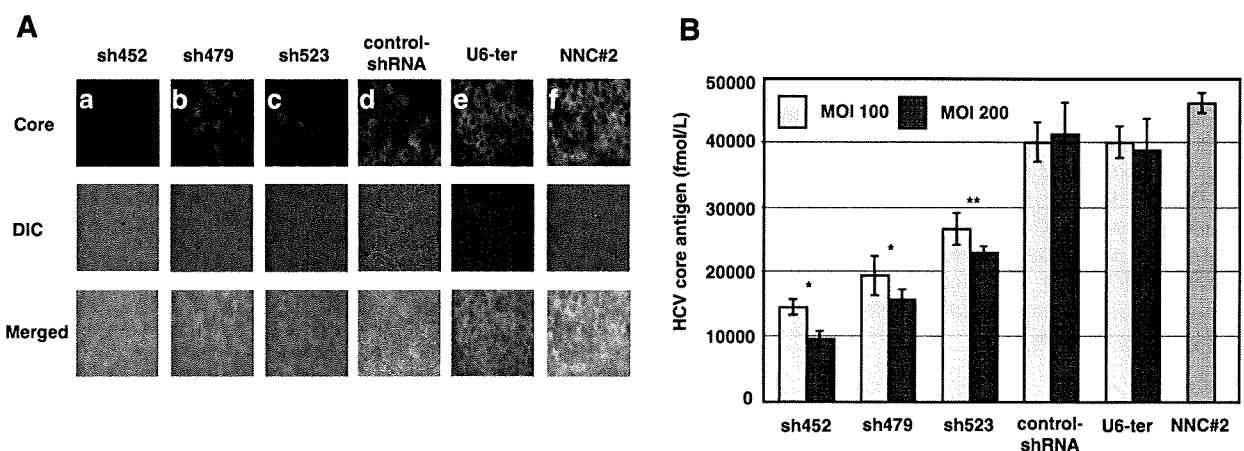 A
sh452 sh479 sh523 control-shRNA U6-ter NNC#2
Core
a b c d e f
DIC
Merged
B
HCV core antigen (fmol/L)
50000
40000
30000
20000
10000
0
MOI 100 MOI 200
*
*
**
sh452 sh479 sh523 control-shRNA U6-ter NNC#2